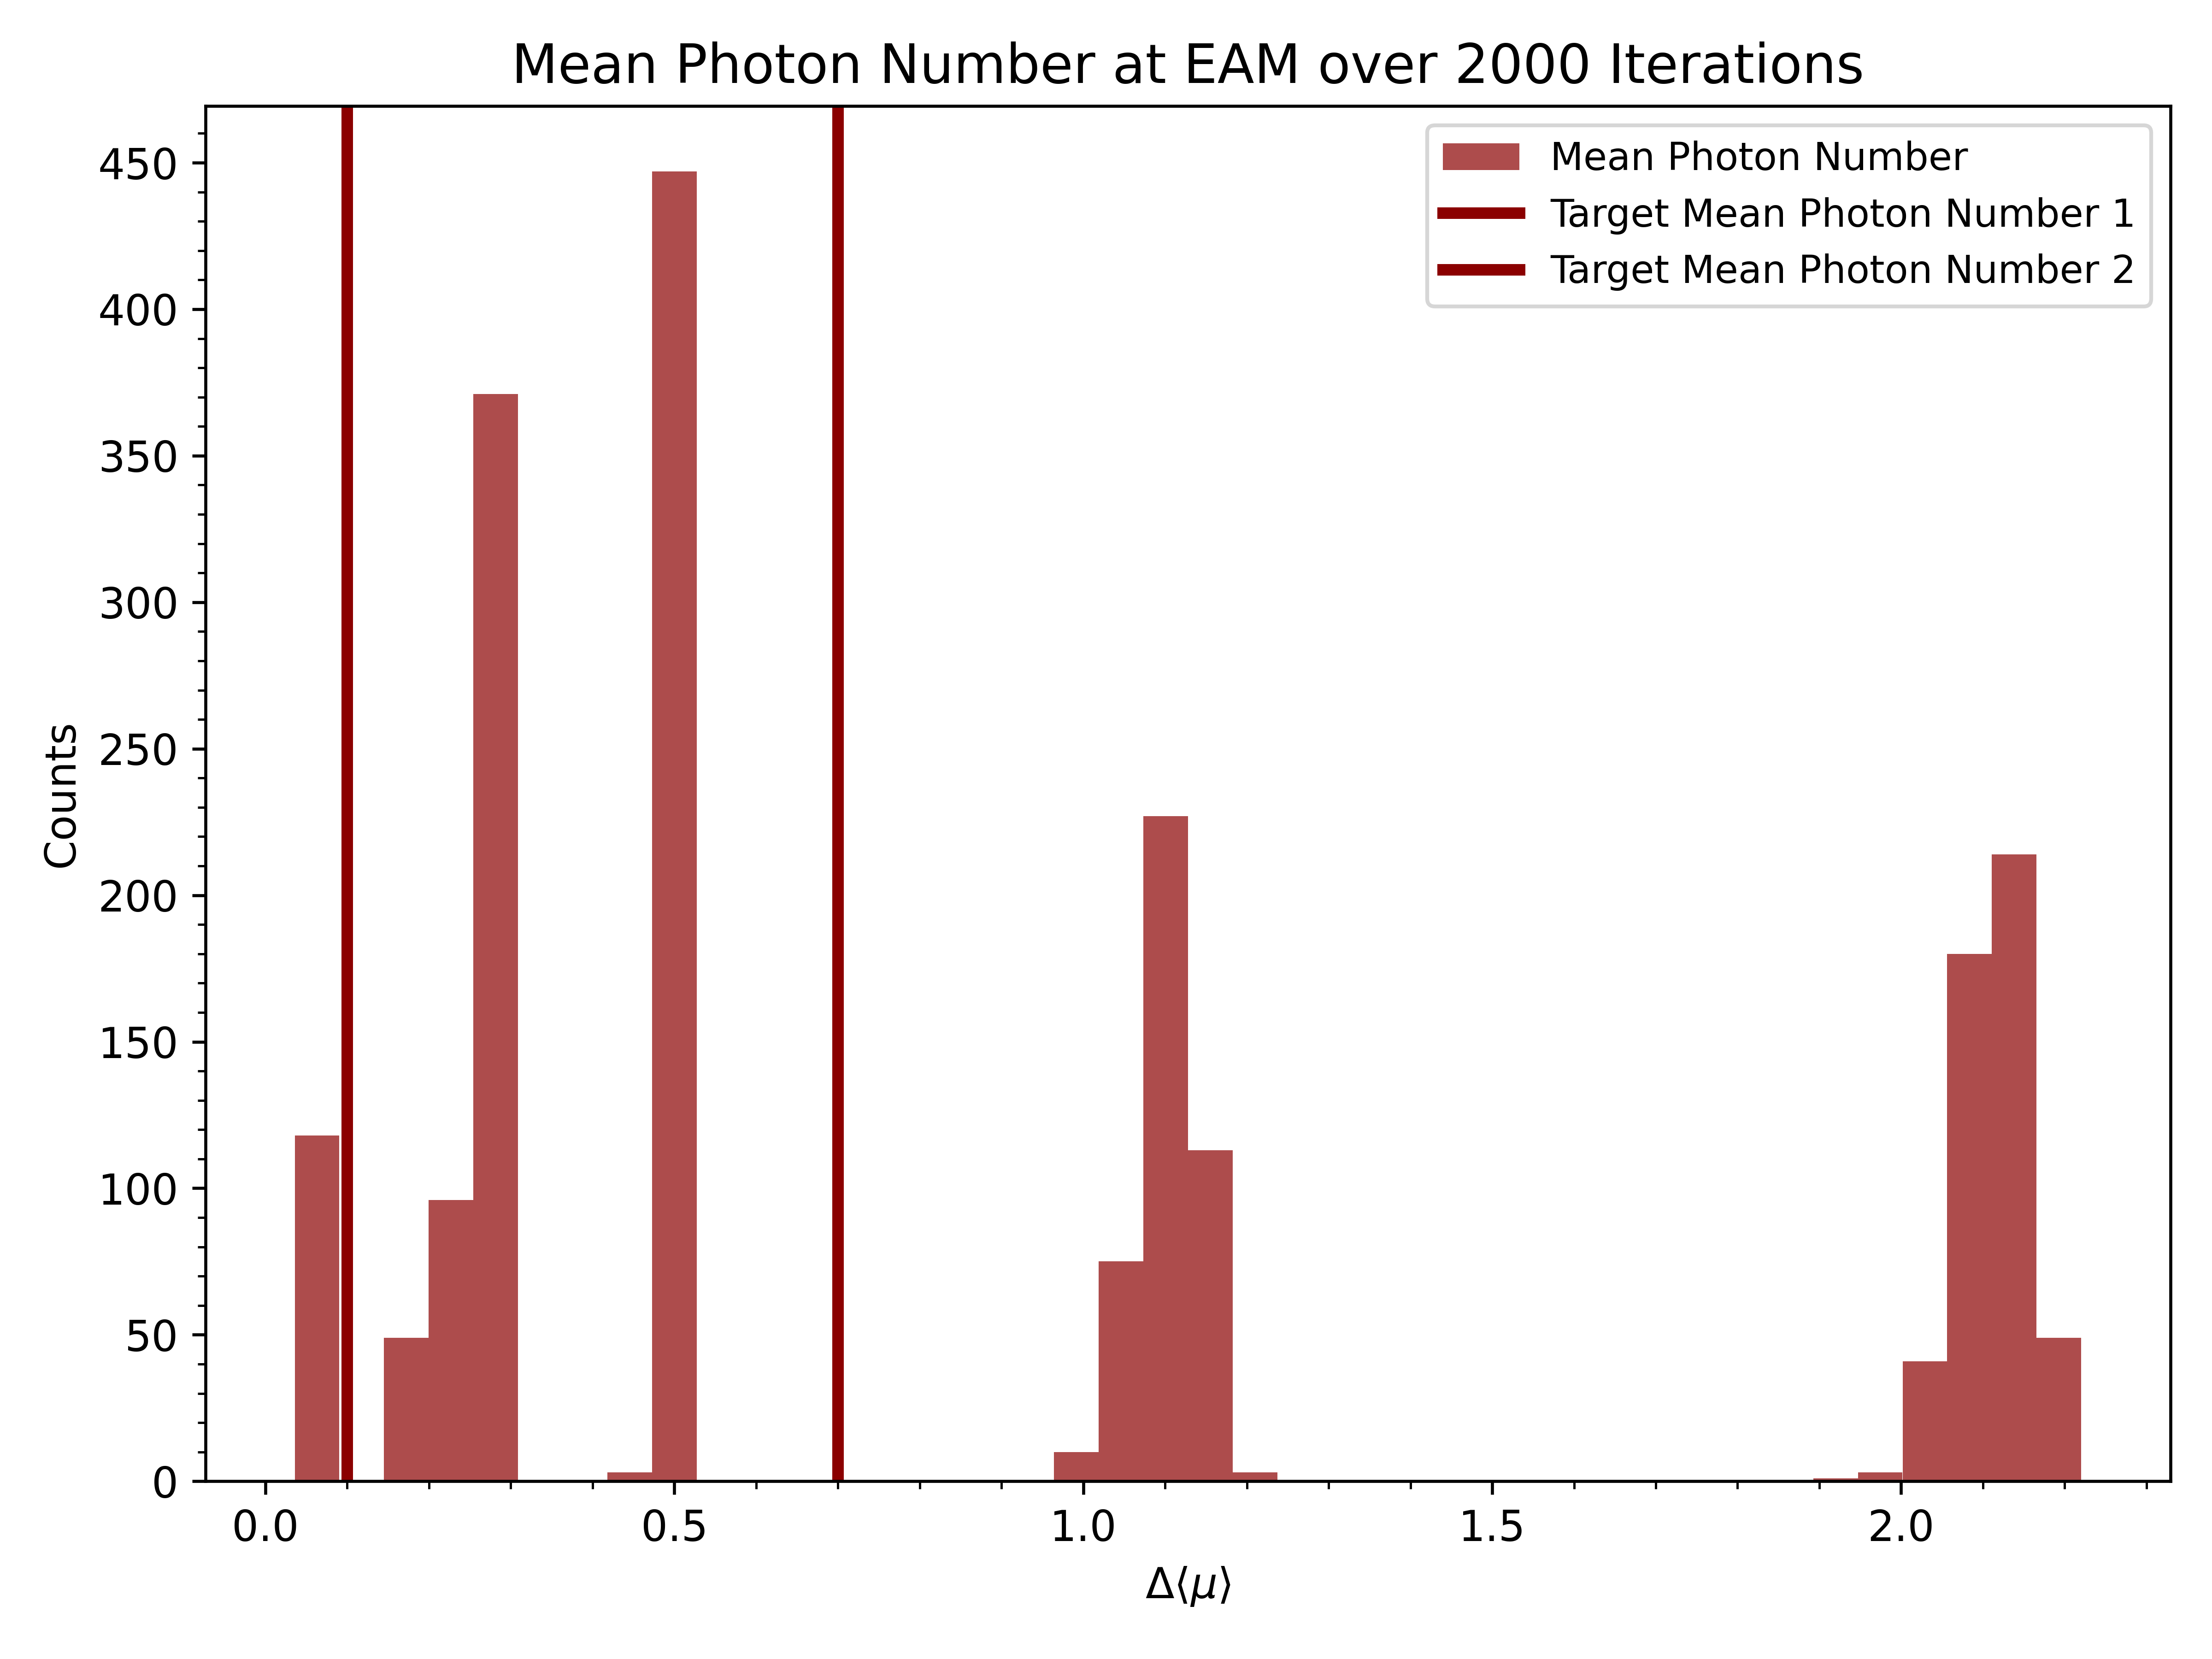 Mean Photon Number at EAM over 2000 Iterations
Mean Photon Number
Target Mean Photon Number 1
Target Mean Photon Number 2
450
400
350
300
250
200
150
100
50
0
Counts
0.0 0.5 1.0 1.5 2.0
Δ⟨μ⟩